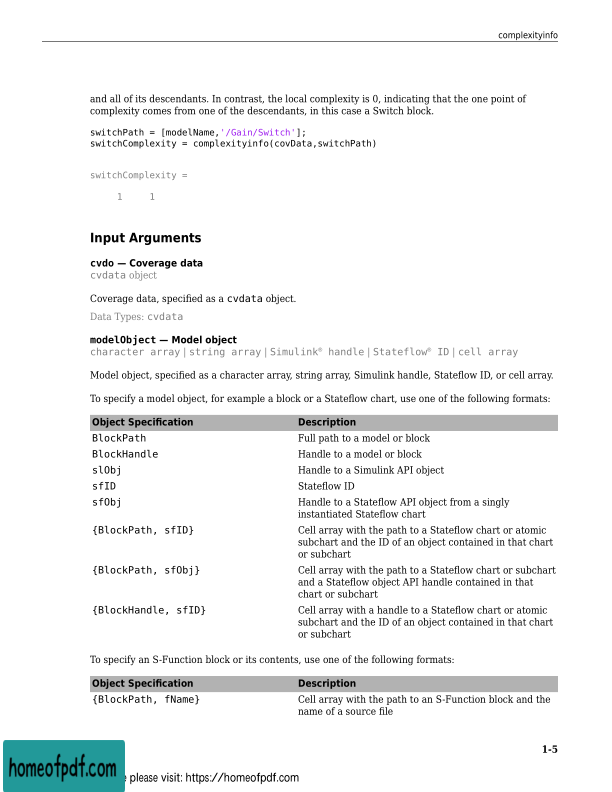 complexityinfo
and all of its descendants. In contrast, the local complexity is 0, indicating that the one point of
complexity comes from one of the descendants, in this case a Switch block.
switchPath = [modelName,'/Gain/Switch'];
switchComplexity = complexityinfo(covData,switchPath)
switchComplexity =
1 1
Input Arguments
cvdo — Coverage data
cvdata object
Coverage data, specified as a cvdata object.
Data Types: cvdata
modelObject — Model object
character array | string array | Simulink® handle | Stateflow® ID | cell array
Model object, specified as a character array, string array, Simulink handle, Stateflow ID, or cell array.
To specify a model object, for example a block or a Stateflow chart, use one of the following formats:
Object Specification Description
BlockPath Full path to a model or block
BlockHandle Handle to a model or block
slObj Handle to a Simulink API object
sfID Stateflow ID
sfObj Handle to a Stateflow API object from a singly
instantiated Stateflow chart
{BlockPath, sfID} Cell array with the path to a Stateflow chart or atomic
subchart and the ID of an object contained in that chart
or subchart
{BlockPath, sfObj} Cell array with the path to a Stateflow chart or subchart
and a Stateflow object API handle contained in that
chart or subchart
{BlockHandle, sfID} Cell array with a handle to a Stateflow chart or atomic
subchart and the ID of an object contained in that chart
or subchart
To specify an S-Function block or its contents, use one of the following formats:
Object Specification Description
{BlockPath, fName} Cell array with the path to an S-Function block and the
name of a source file
1-5
homeofpdf.com
please visit: https://homeofpdf.com